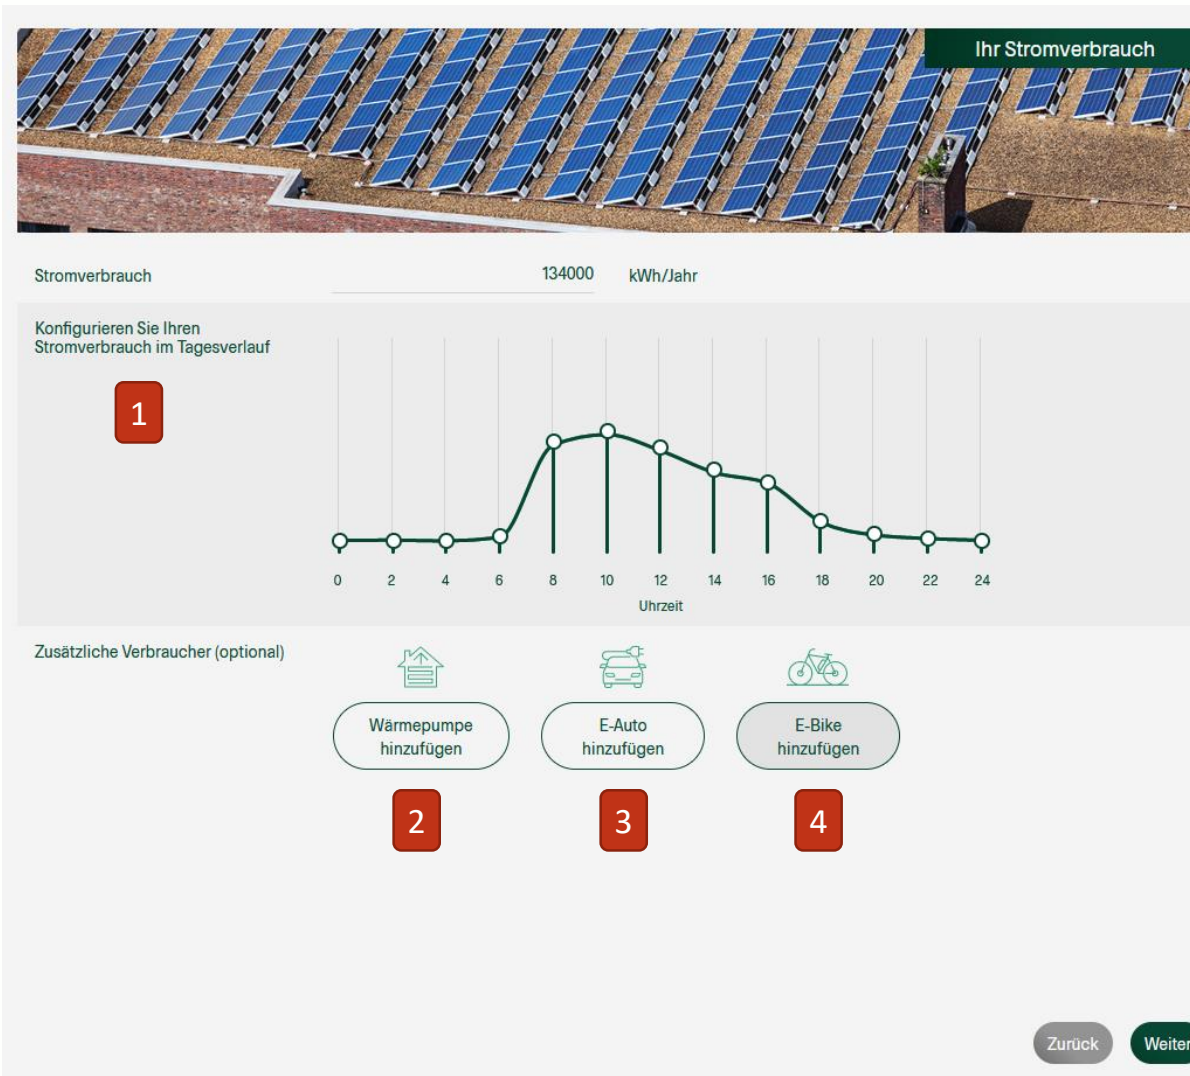 Ihr Stromverbrauch
Stromverbrauch 134000 kWh/Jahr
Konfigurieren Sie Ihren
Stromverbrauch im Tagesverlauf
1
0 2 4 6 8 10 12 14 16 18 20 22 24
Uhrzeit
Zusätzliche Verbraucher (optional)
Wärmepumpe
hinzufügen
E-Auto
hinzufügen
E-Bike
hinzufügen
2 3 4
Zurück Weiter